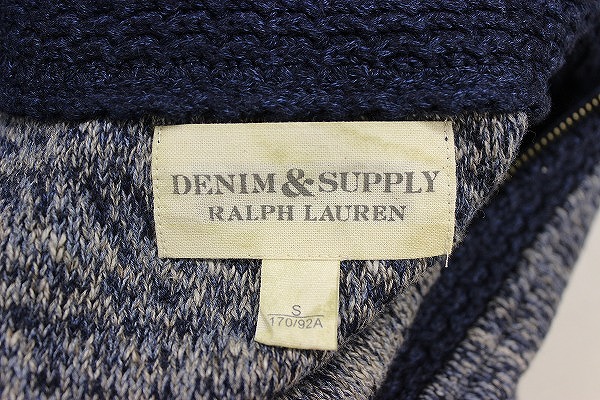 DENIM & SUPPLY
RALPH LAUREN
S
170/92A